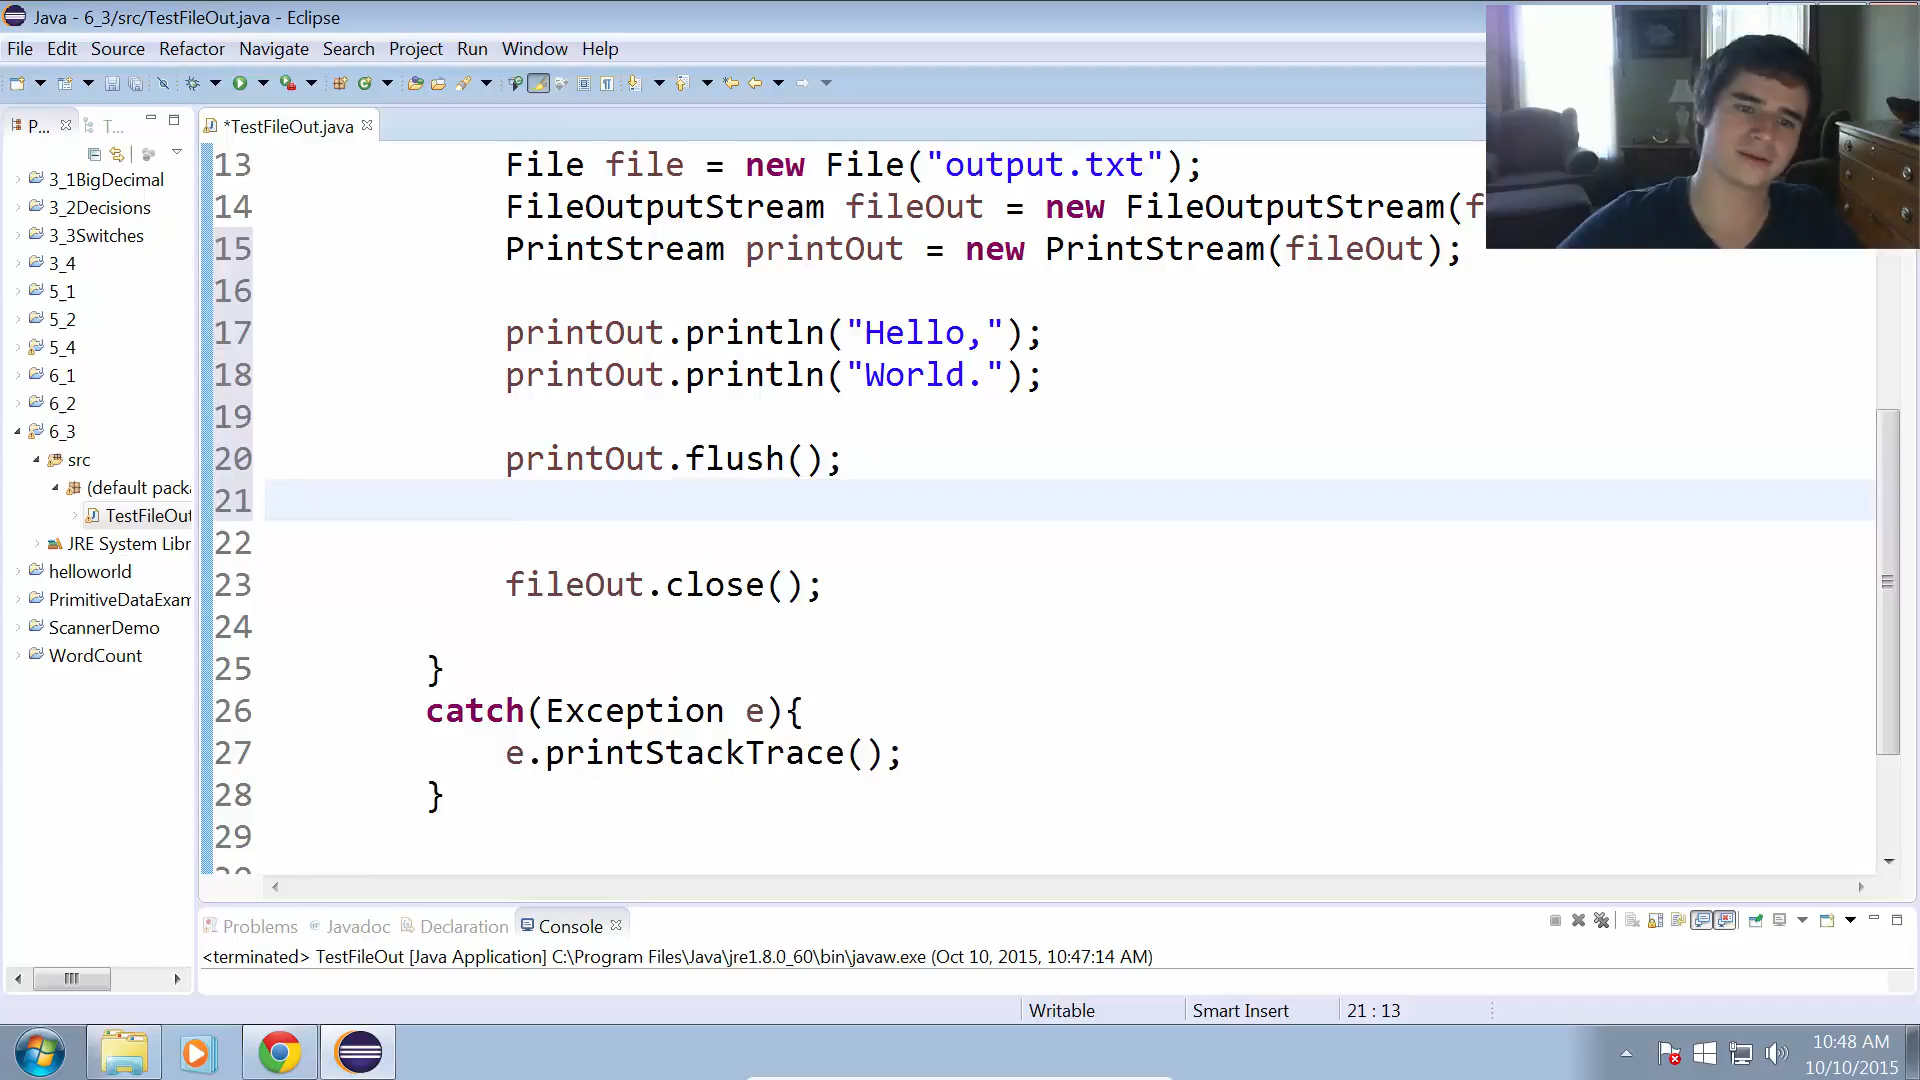 Java - 6_3/src/TestFileOut.java - Eclipse
File Edit Source Refactor Navigate Search Project Run Window Help
P... T...
*TestFileOut.java
3_1BigDecimal
3_2Decisions
3_3Switches
3_4
5_1
5_2
5_4
6_1
6_2
6_3
src
(default pack
TestFileOut
JRE System Libr
helloworld
PrimitiveDataExam
ScannerDemo
WordCount
13 File file = new File("output.txt");
14 FileOutputStream fileOut = new FileOutputStream(f
15 PrintStream printOut = new PrintStream(fileOut);
16
17 printOut.println("Hello,");
18 printOut.println("World.");
19
20 printOut.flush();
21
22
23 fileOut.close();
24
25 }
26 catch(Exception e){
27 e.printStackTrace();
28 }
29
Problems @ Javadoc Declaration Console
<terminated> TestFileOut [Java Application] C:\Program Files\Java\jre1.8.0_60\bin\javaw.exe (Oct 10, 2015, 10:47:14 AM)
Writable Smart Insert 21 : 13
10:48 AM
10/10/2015